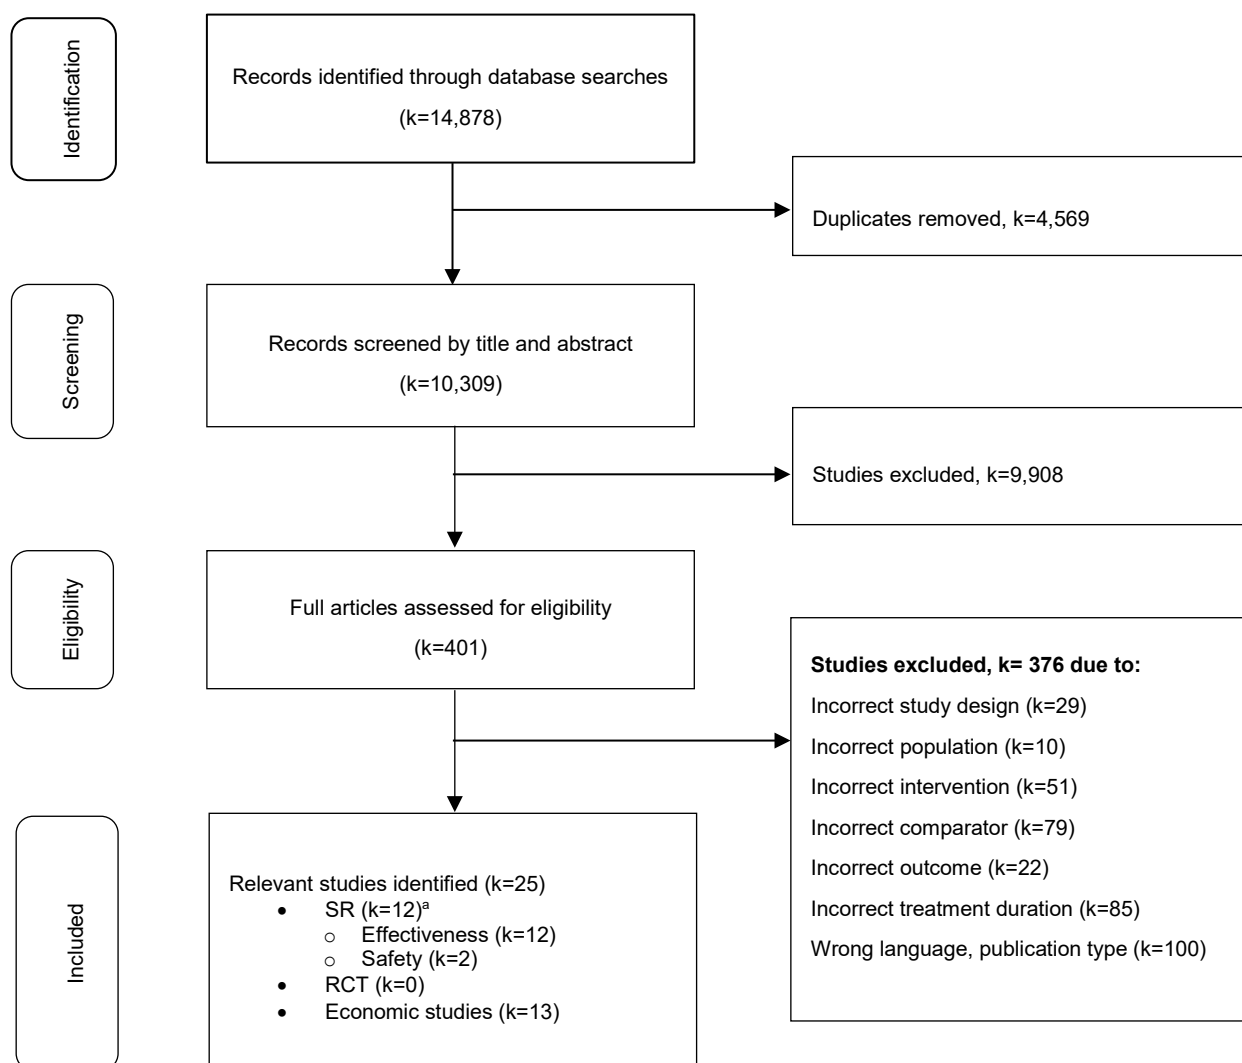 Identification
Records identified through database searches
(k=14,878)
Duplicates removed, k=4,569
Screening
Records screened by title and abstract
(k=10,309)
Studies excluded, k=9,908
Eligibility
Full articles assessed for eligibility
(k=401)
Studies excluded, k= 376 due to:
Incorrect study design (k=29)
Incorrect population (k=10)
Incorrect intervention (k=51)
Incorrect comparator (k=79)
Incorrect outcome (k=22)
Incorrect treatment duration (k=85)
Wrong language, publication type (k=100)
Included
Relevant studies identified (k=25)
• SR (k=12)ᵃ
○ Effectiveness (k=12)
○ Safety (k=2)
• RCT (k=0)
• Economic studies (k=13)